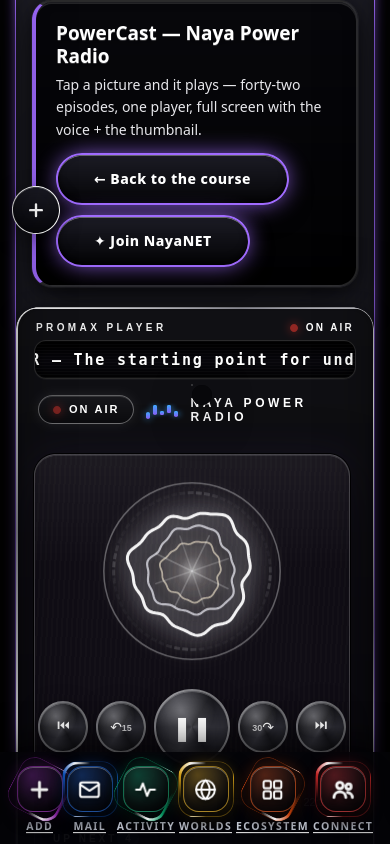 PowerCast — Naya Power
Radio
Tap a picture and it plays — forty-two
episodes, one player, full screen with the
voice + the thumbnail.
← Back to the course
✦ Join NayaNET
PROMAX PLAYER
ON AIR
— The starting point for und
ON AIR
NAYA POWER
RADIO
15
30
ADD
MAIL
ACTIVITY
WORLDS
ECOSYSTEM
CONNECT